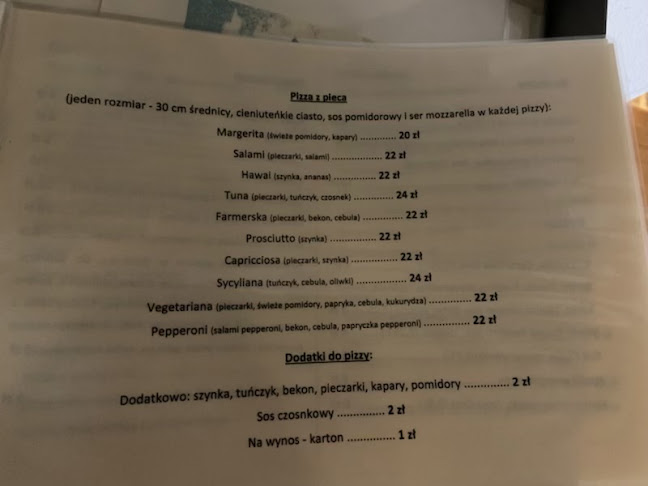 Pizza z pieca
(jeden rozmiar - 30 cm średnicy, cieniuteńkie ciasto, sos pomidorowy i ser mozzarella w każdej pizzy):
Margerita (świeże pomidory, kapary) ............ 20 zł
Salami (pieczarki, salami) ................. 22 zł
Hawai (szynka, ananas) .............. 22 zł
Tuna (pieczarki, tuńczyk, czosnek) ............. 24 zł
Farmerska (pieczarki, bekon, cebula) ............. 22 zł
Prosciutto (szynka) ............... 22 zł
Capricciosa (pieczarki, szynka) ............... 22 zł
Sycyliana (tuńczyk, cebula, oliwki) ................ 24 zł
Vegetariana (pieczarki, świeże pomidory, papryka, cebula, kukurydza) ............. 22 zł
Pepperoni (salami pepperoni, bekon, cebula, papryczka pepperoni) .............. 22 zł
Dodatki do pizzy:
Dodatkowo: szynka, tuńczyk, bekon, pieczarki, kapary, pomidory .............. 2 zł
Sos czosnkowy ............... 2 zł
Na wynos - karton ............... 1 zł